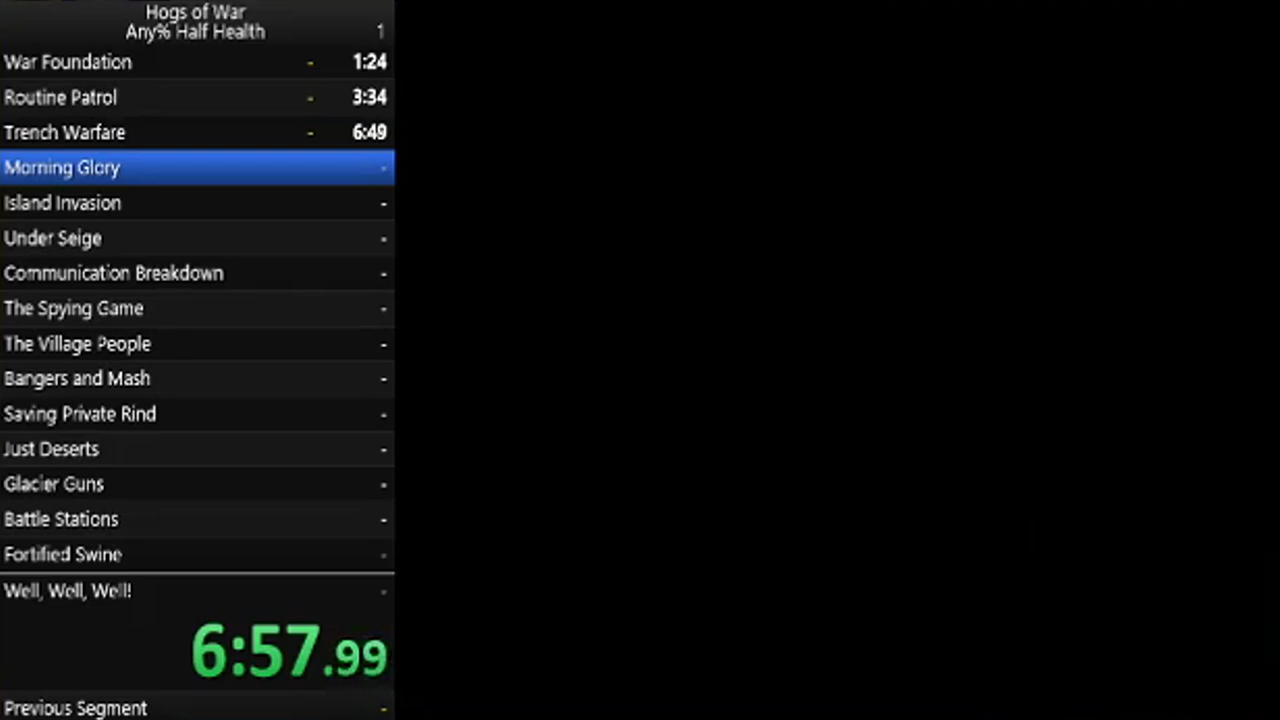 Hogs of War
Any% Half Health 1
War Foundation - 1:24
Routine Patrol - 3:34
Trench Warfare - 6:49
Morning Glory -
Island Invasion -
Under Seige -
Communication Breakdown -
The Spying Game -
The Village People -
Bangers and Mash -
Saving Private Rind -
Just Deserts -
Glacier Guns -
Battle Stations -
Fortified Swine -
Well, Well, Well! -
6:57.99
Previous Segment -